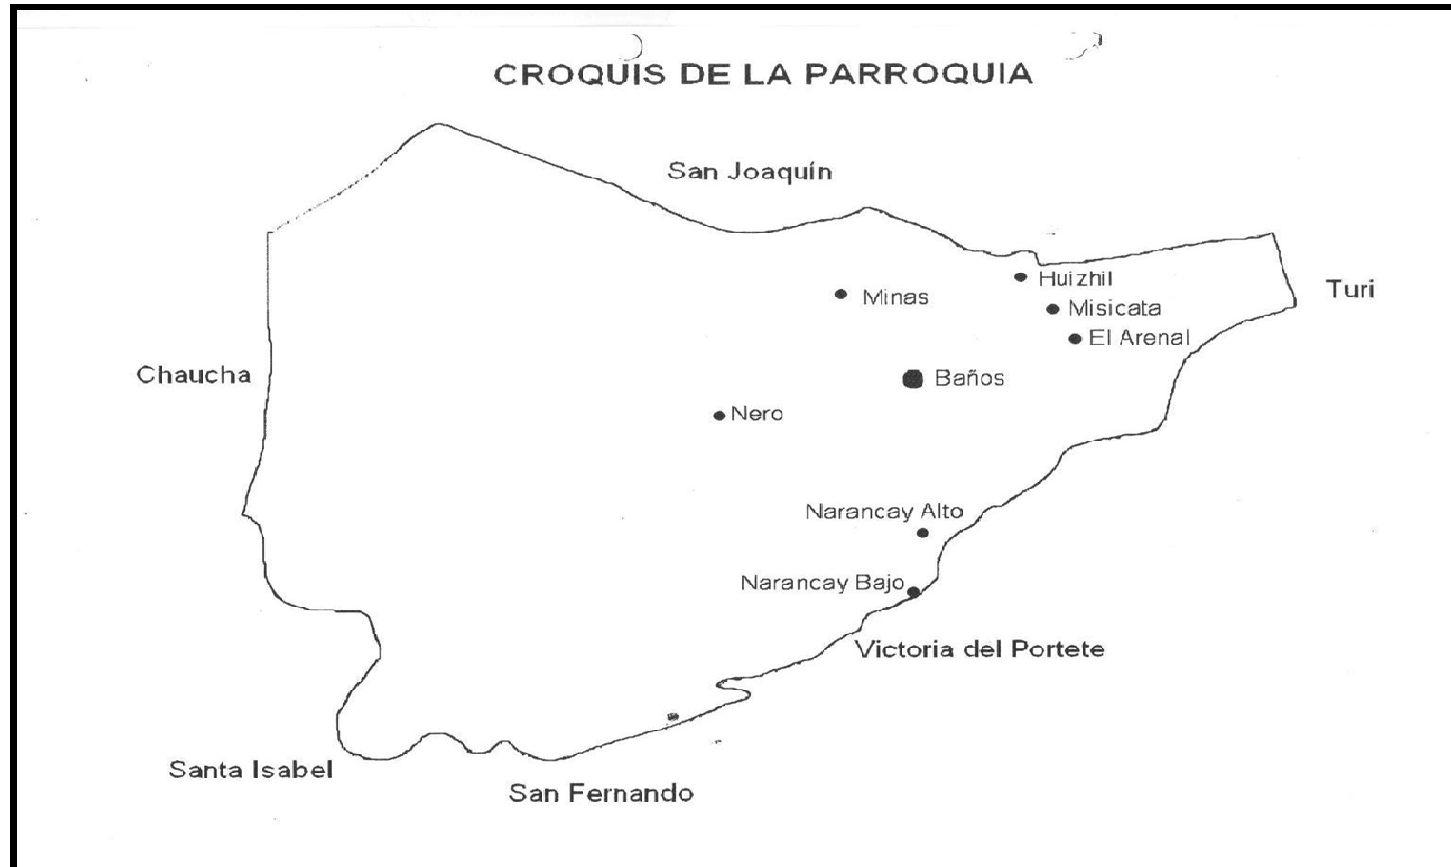 CROQUIS DE LA PARROQUIA
San Joaquín
Huizhil
Turi
Minas
Misicata
El Arenal
Chaucha
Baños
Nero
Narancay Alto
Narancay Bajo
Victoria del Portete
Santa Isabel
San Fernando